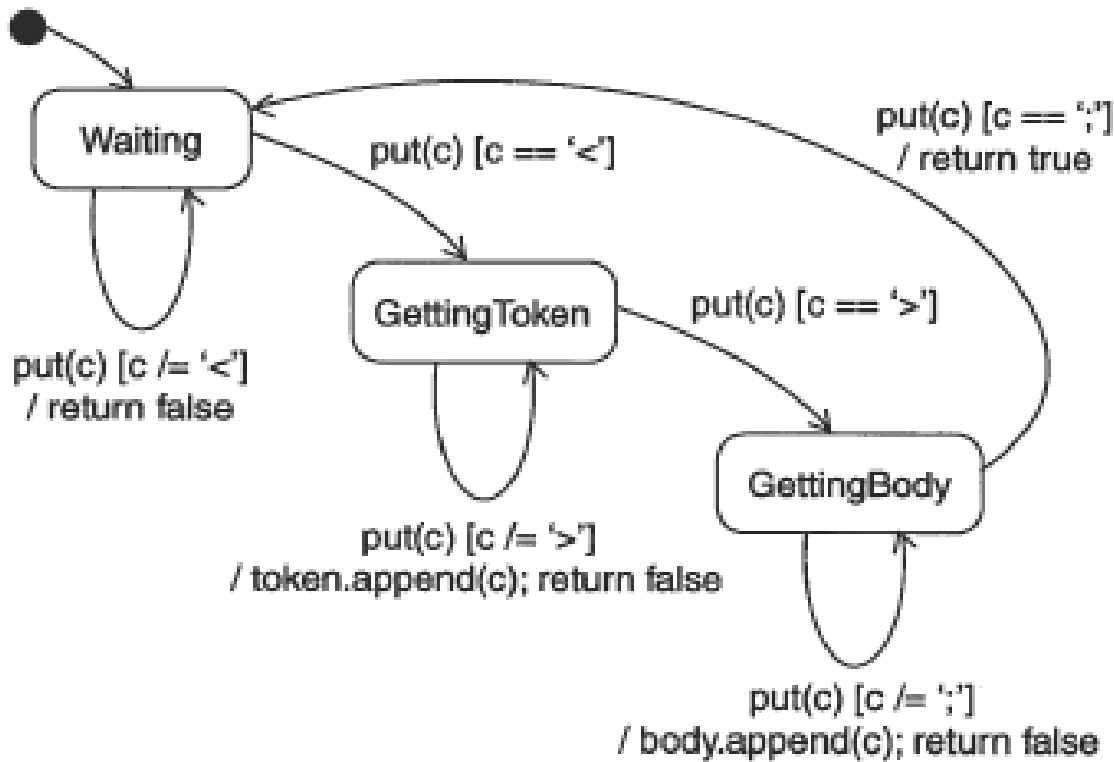 Waiting
put(c) [c == ‘<’]
put(c) [c == ‘;’]
/ return true
put(c) [c /= ‘<’]
/ return false
GettingToken
put(c) [c == ‘>’]
put(c) [c /= ‘>’]
/ token.append(c); return false
GettingBody
put(c) [c /= ‘;’]
/ body.append(c); return false